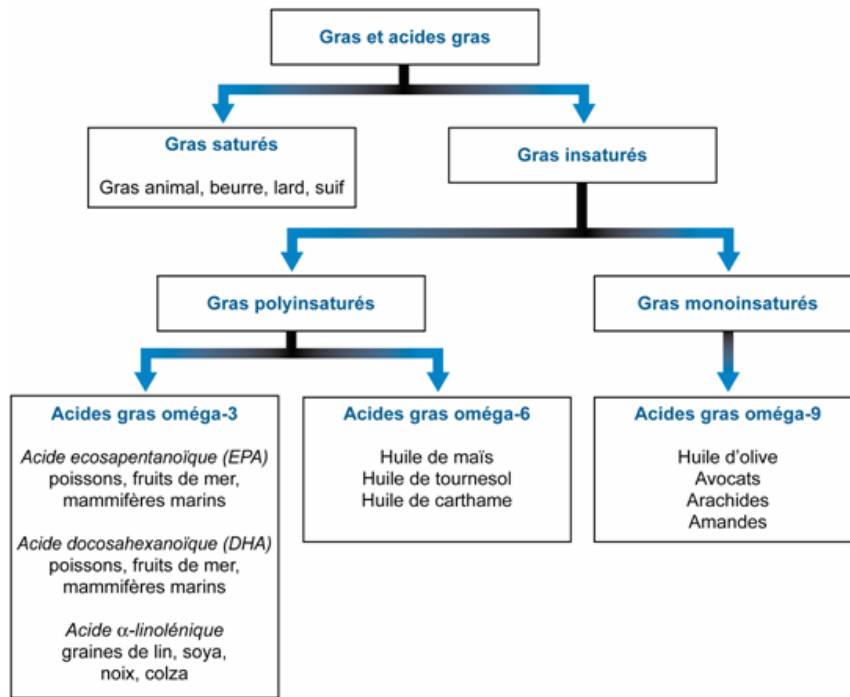 Gras et acides gras
Gras saturés
Gras animal, beurre, lard, suif
Gras insaturés
Gras polyinsaturés
Gras monoinsaturés
Acides gras oméga-3
Acide ecosapentanoïque (EPA)
poissons, fruits de mer,
mammifères marins
Acide docosahexanoïque (DHA)
poissons, fruits de mer,
mammifères marins
Acide α-linolénique
graines de lin, soya,
noix, colza
Acides gras oméga-6
Huile de maïs
Huile de tournesol
Huile de carthame
Acides gras oméga-9
Huile d'olive
Avocats
Arachides
Amandes